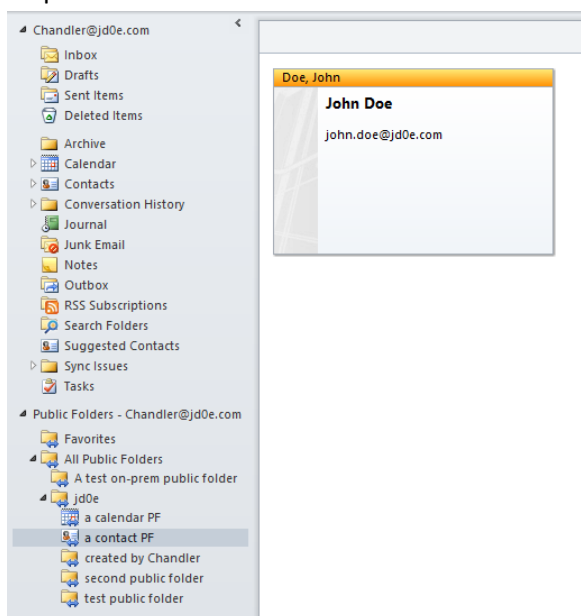 Chandler@jd0e.com
Inbox
Drafts
Sent Items
Deleted Items
Archive
Calendar
Contacts
Conversation History
Journal
Junk Email
Notes
Outbox
RSS Subscriptions
Search Folders
Suggested Contacts
Sync Issues
Tasks
Public Folders - Chandler@jd0e.com
Favorites
All Public Folders
A test on-prem public folder
jd0e
a calendar PF
a contact PF
created by Chandler
second public folder
test public folder
Doe, John
John Doe
john.doe@jd0e.com